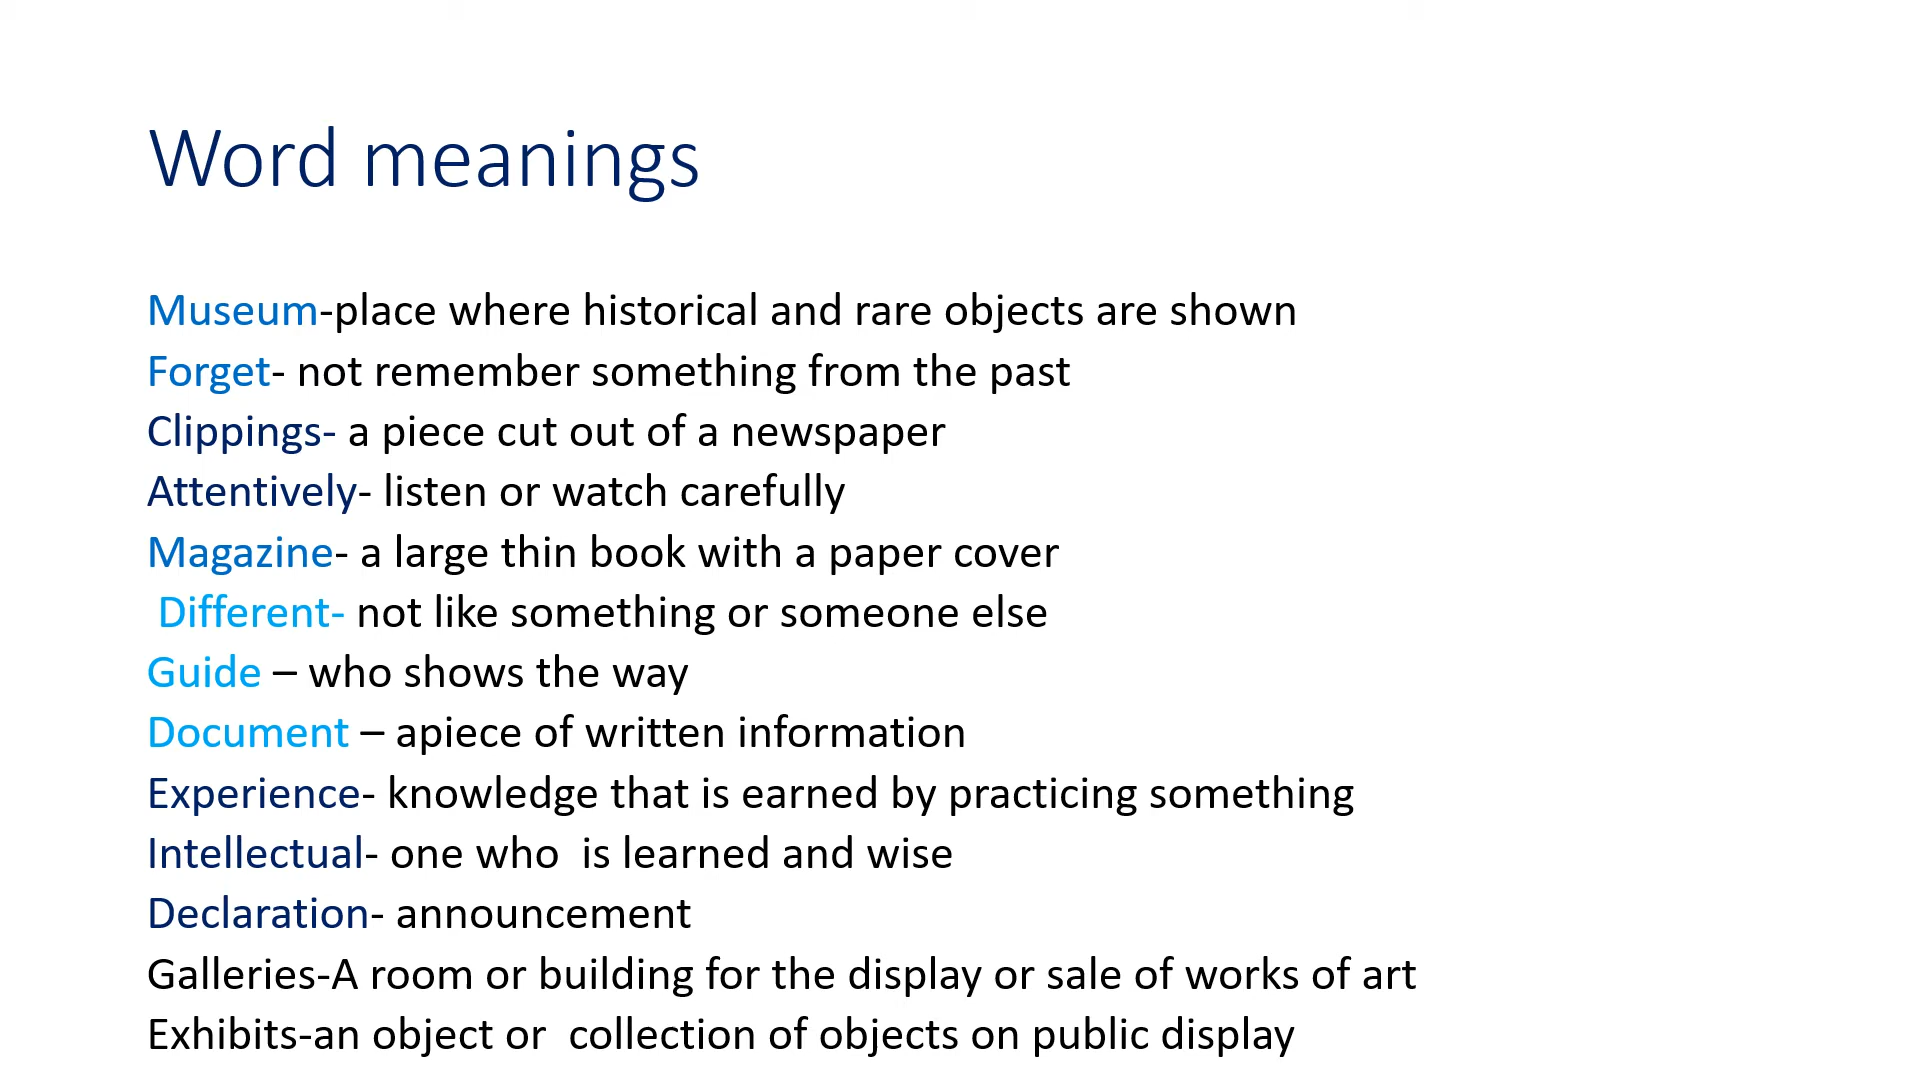 Word meanings
Museum-place where historical and rare objects are shown
Forget- not remember something from the past
Clippings- a piece cut out of a newspaper
Attentively- listen or watch carefully
Magazine- a large thin book with a paper cover
Different- not like something or someone else
Guide – who shows the way
Document – apiece of written information
Experience- knowledge that is earned by practicing something
Intellectual- one who  is learned and wise
Declaration- announcement
Galleries-A room or building for the display or sale of works of art
Exhibits-an object or  collection of objects on public display